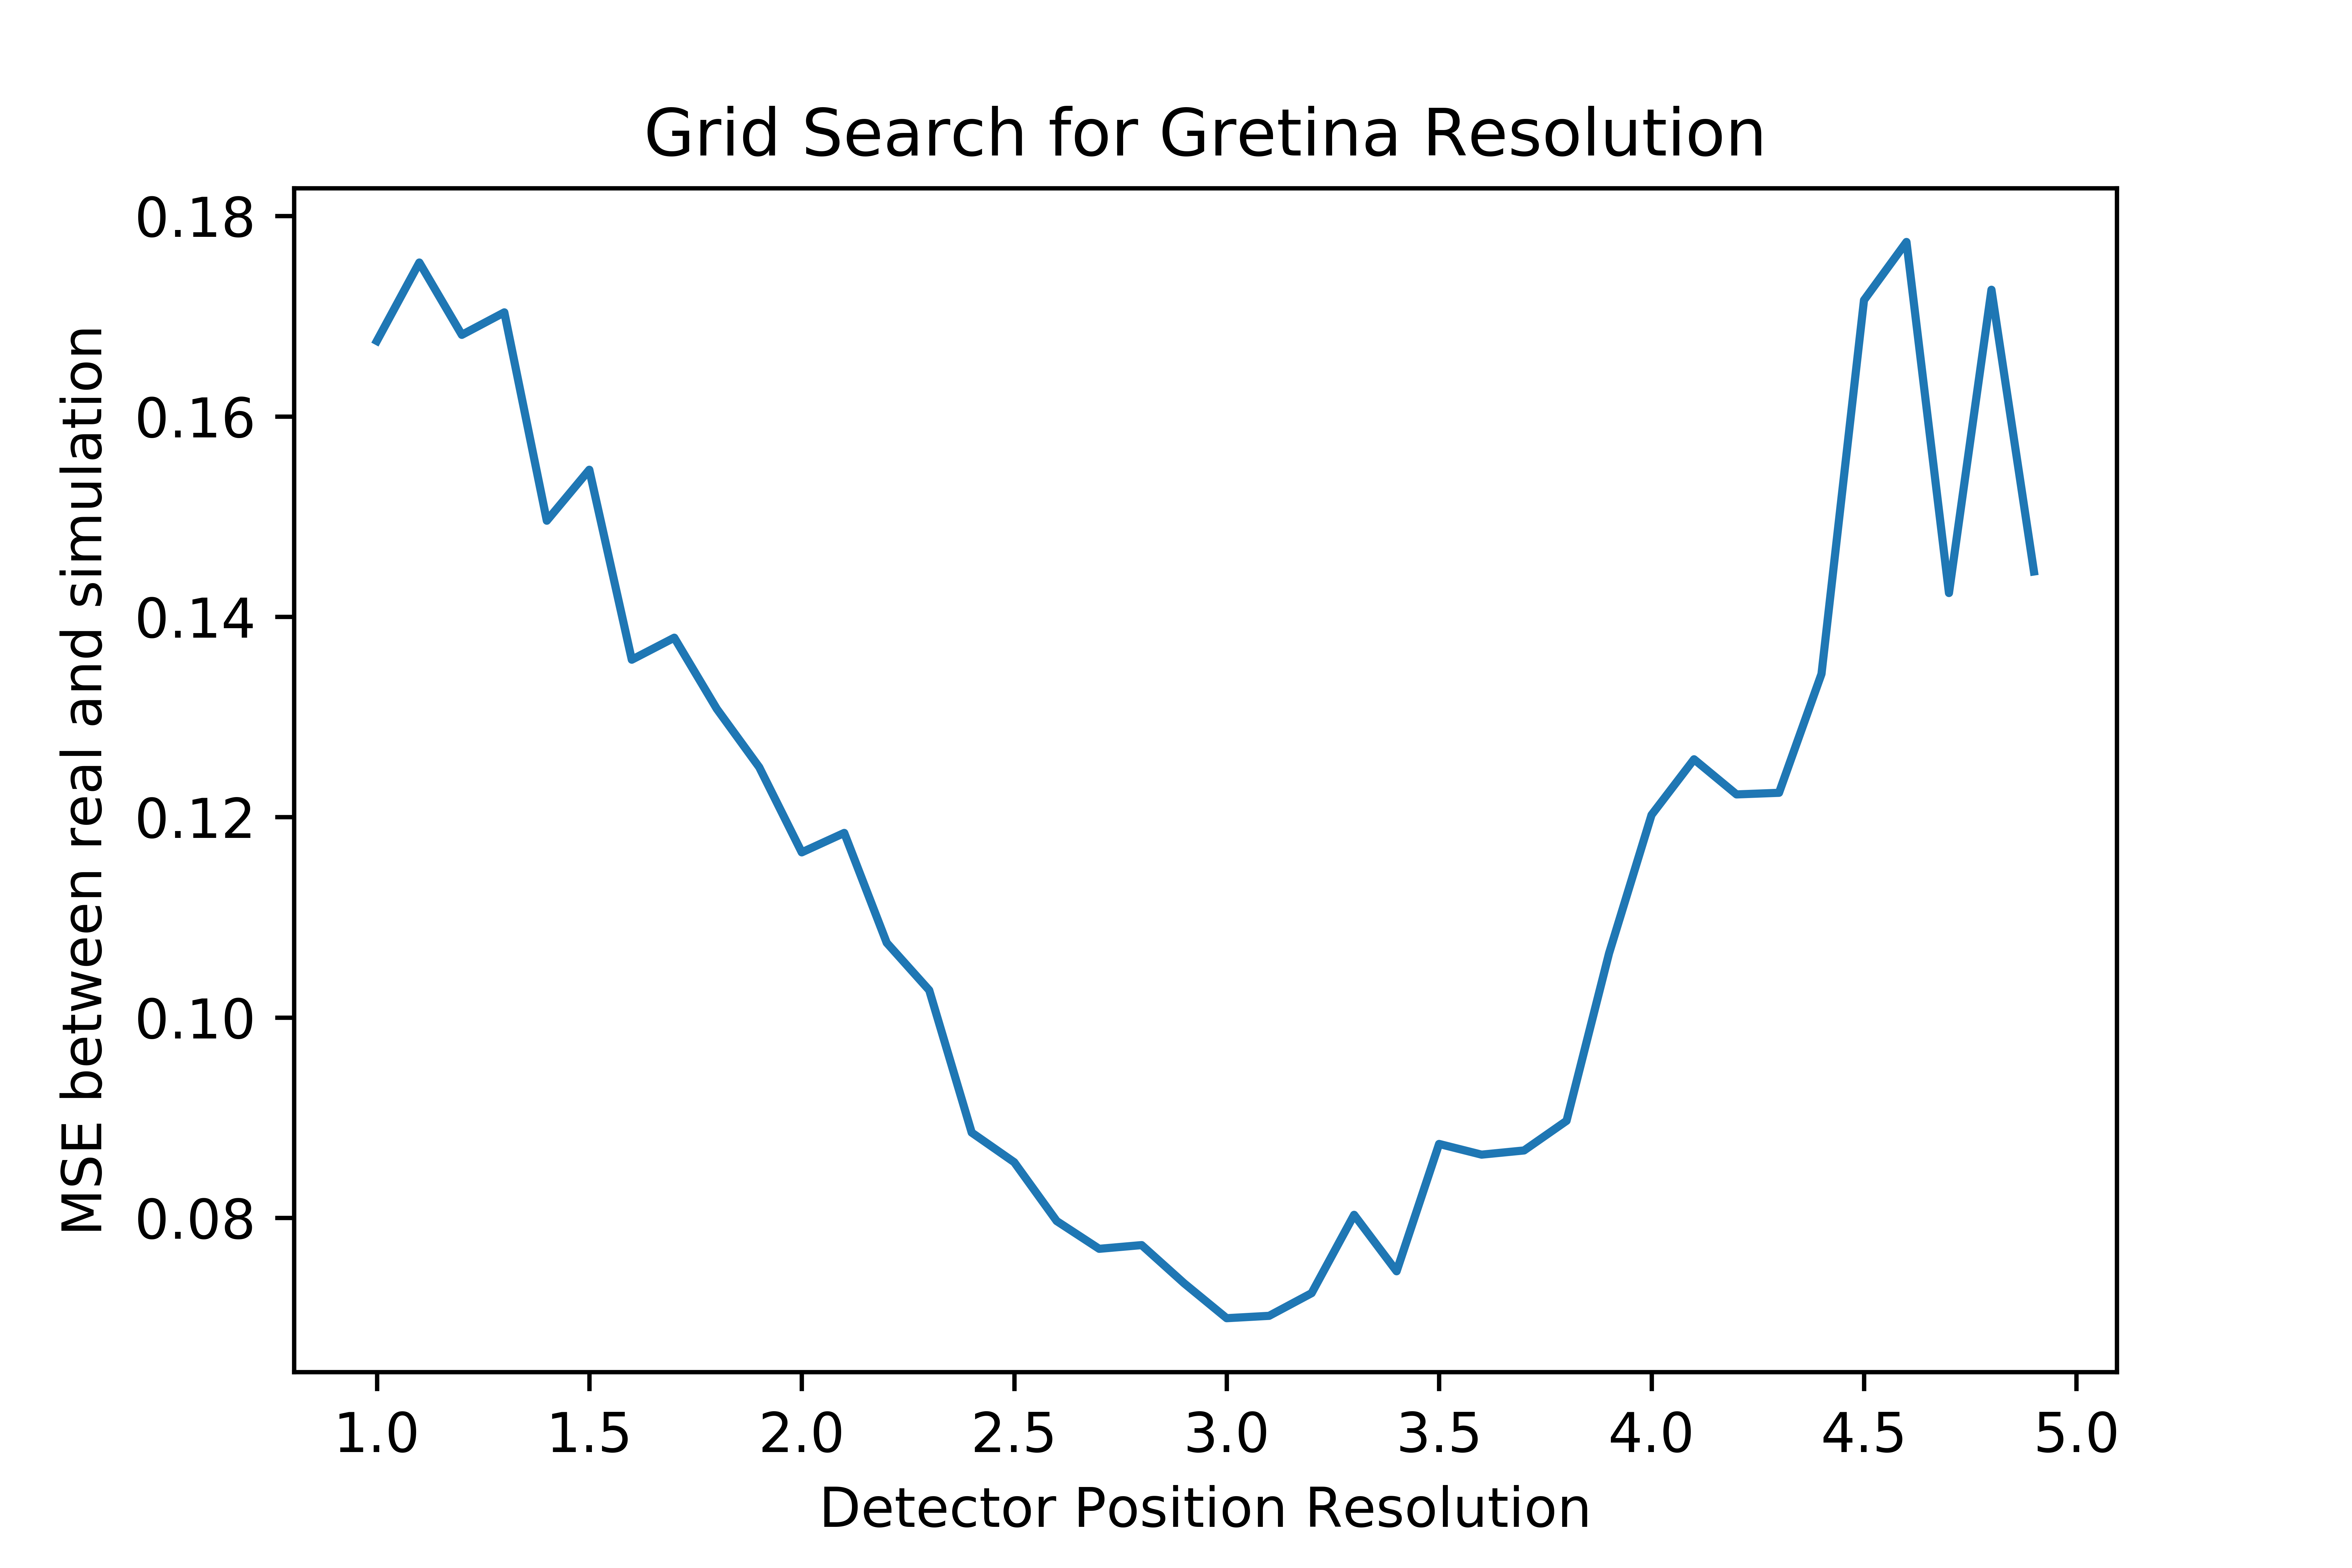 Grid Search for Gretina Resolution
MSE between real and simulation
0.18
0.16
0.14
0.12
0.10
0.08
1.0 1.5 2.0 2.5 3.0 3.5 4.0 4.5 5.0
Detector Position Resolution